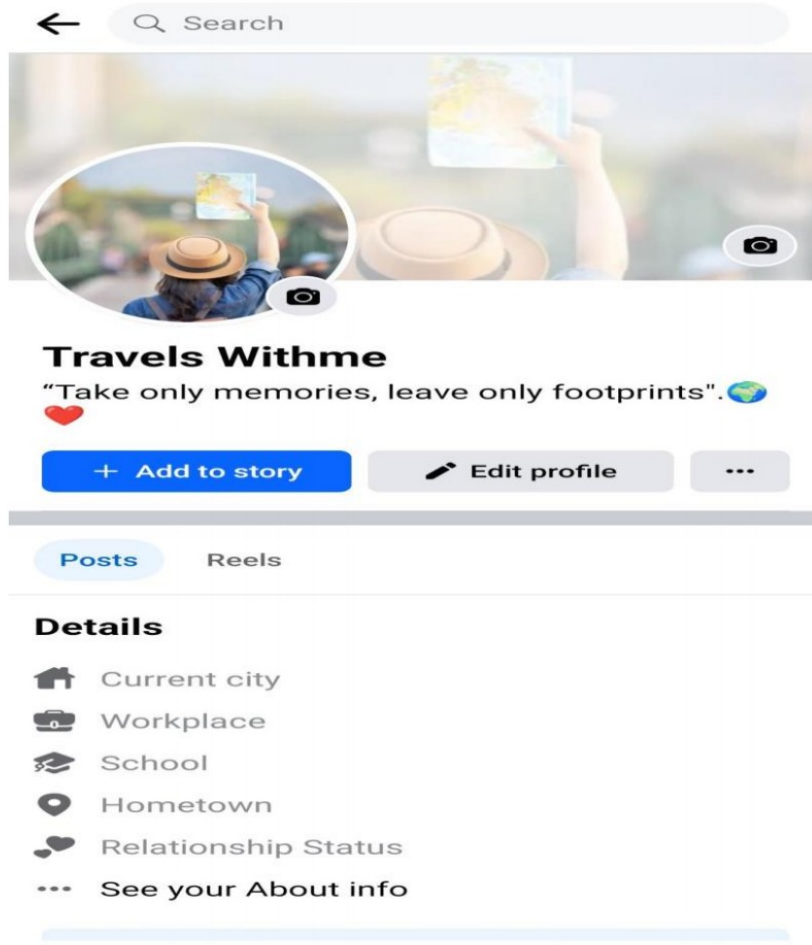 Search
Travels Withme
“Take only memories, leave only footprints".🌍
❤️
+ Add to story
Edit profile
Posts
Reels
Details
Current city
Workplace
School
Hometown
Relationship Status
See your About info